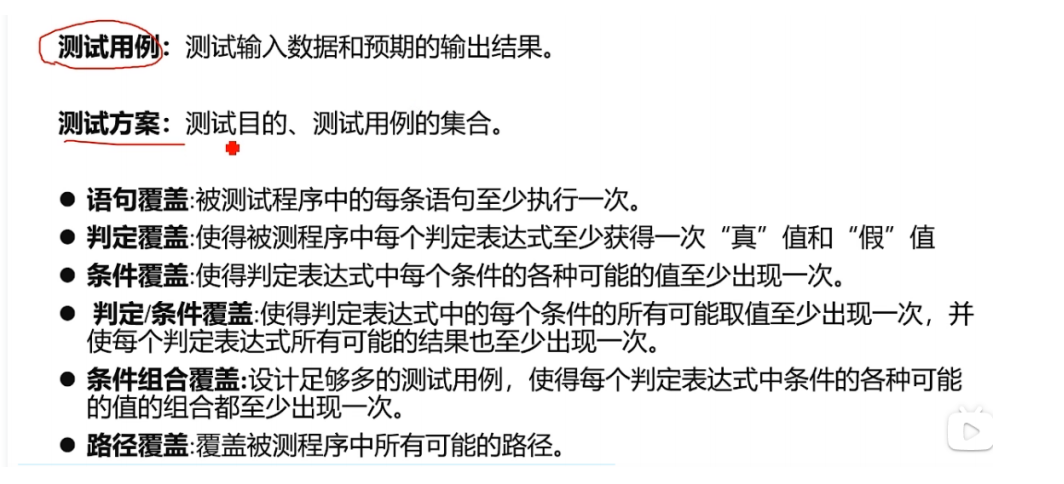 测试用例：测试输入数据和预期的输出结果。
测试方案：测试目的、测试用例的集合。
● 语句覆盖:被测试程序中的每条语句至少执行一次。
● 判定覆盖:使得被测程序中每个判定表达式至少获得一次“真”值和“假”值
● 条件覆盖:使得判定表达式中每个条件的各种可能的值至少出现一次。
● 判定/条件覆盖:使得判定表达式中的每个条件的所有可能取值至少出现一次，并
使每个判定表达式所有可能的结果也至少出现一次。
● 条件组合覆盖:设计足够多的测试用例，使得每个判定表达式中条件的各种可能
的值的组合都至少出现一次。
● 路径覆盖:覆盖被测程序中所有可能的路径。